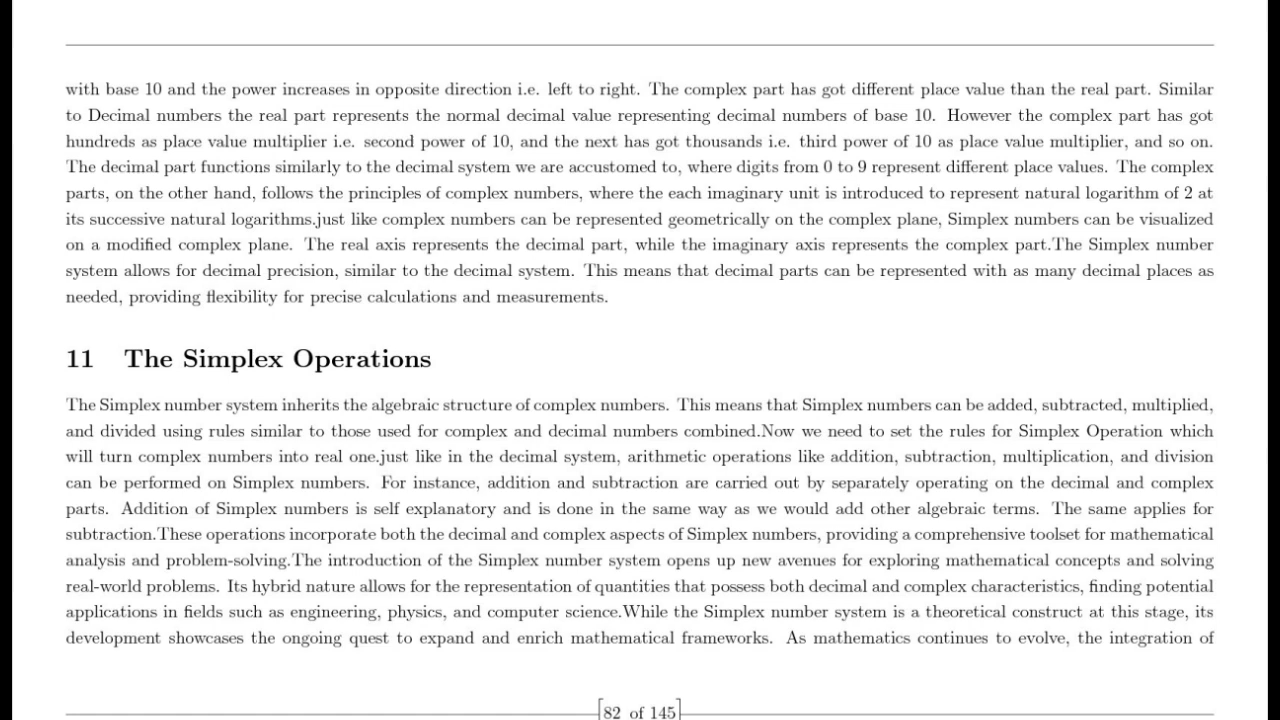 with base 10 and the power increases in opposite direction i.e. left to right. The complex part has got different place value than the real part. Similar
to Decimal numbers the real part represents the normal decimal value representing decimal numbers of base 10. However the complex part has got
hundreds as place value multiplier i.e. second power of 10, and the next has got thousands i.e. third power of 10 as place value multiplier, and so on.
The decimal part functions similarly to the decimal system we are accustomed to, where digits from 0 to 9 represent different place values. The complex
parts, on the other hand, follows the principles of complex numbers, where the each imaginary unit is introduced to represent natural logarithm of 2 at
its successive natural logarithms.just like complex numbers can be represented geometrically on the complex plane, Simplex numbers can be visualized
on a modified complex plane. The real axis represents the decimal part, while the imaginary axis represents the complex part.The Simplex number
system allows for decimal precision, similar to the decimal system. This means that decimal parts can be represented with as many decimal places as
needed, providing flexibility for precise calculations and measurements.
11 The Simplex Operations
The Simplex number system inherits the algebraic structure of complex numbers. This means that Simplex numbers can be added, subtracted, multiplied,
and divided using rules similar to those used for complex and decimal numbers combined.Now we need to set the rules for Simplex Operation which
will turn complex numbers into real one.just like in the decimal system, arithmetic operations like addition, subtraction, multiplication, and division
can be performed on Simplex numbers. For instance, addition and subtraction are carried out by separately operating on the decimal and complex
parts. Addition of Simplex numbers is self explanatory and is done in the same way as we would add other algebraic terms. The same applies for
subtraction.These operations incorporate both the decimal and complex aspects of Simplex numbers, providing a comprehensive toolset for mathematical
analysis and problem-solving.The introduction of the Simplex number system opens up new avenues for exploring mathematical concepts and solving
real-world problems. Its hybrid nature allows for the representation of quantities that possess both decimal and complex characteristics, finding potential
applications in fields such as engineering, physics, and computer science.While the Simplex number system is a theoretical construct at this stage, its
development showcases the ongoing quest to expand and enrich mathematical frameworks. As mathematics continues to evolve, the integration of
[82 of 145]